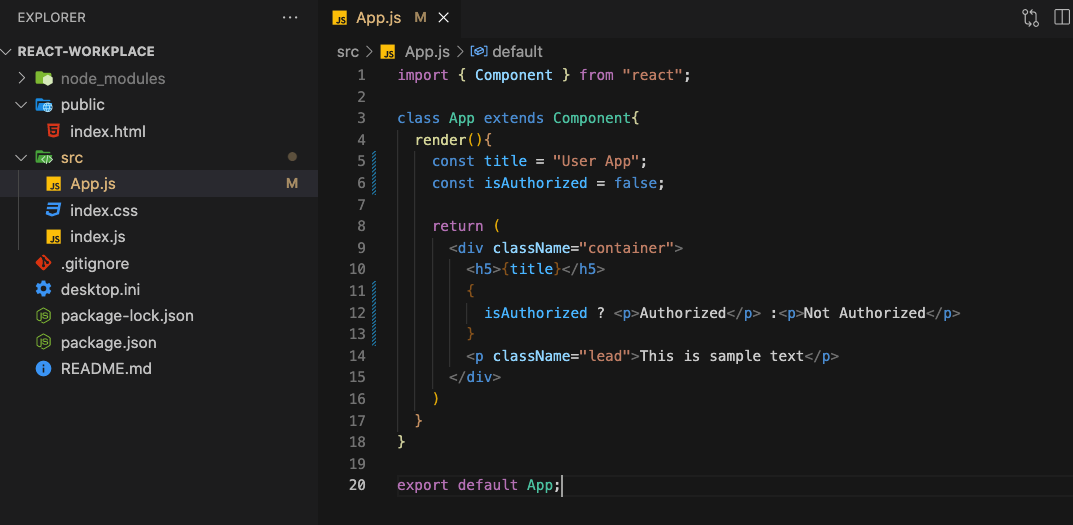 EXPLORER ...
REACT-WORKPLACE
node_modules
public
index.html
src
App.js M
index.css
index.js
.gitignore
desktop.ini
package-lock.json
package.json
README.md
JS App.js M
src > JS App.js > default
1 import { Component } from "react";
2
3 class App extends Component{
4 render(){
5 const title = "User App";
6 const isAuthorized = false;
7
8 return (
9 <div className="container">
10 <h5>{title}</h5>
11 {
12 isAuthorized ? <p>Authorized</p> :<p>Not Authorized</p>
13 }
14 <p className="lead">This is sample text</p>
15 </div>
16 )
17 }
18 }
19
20 export default App;